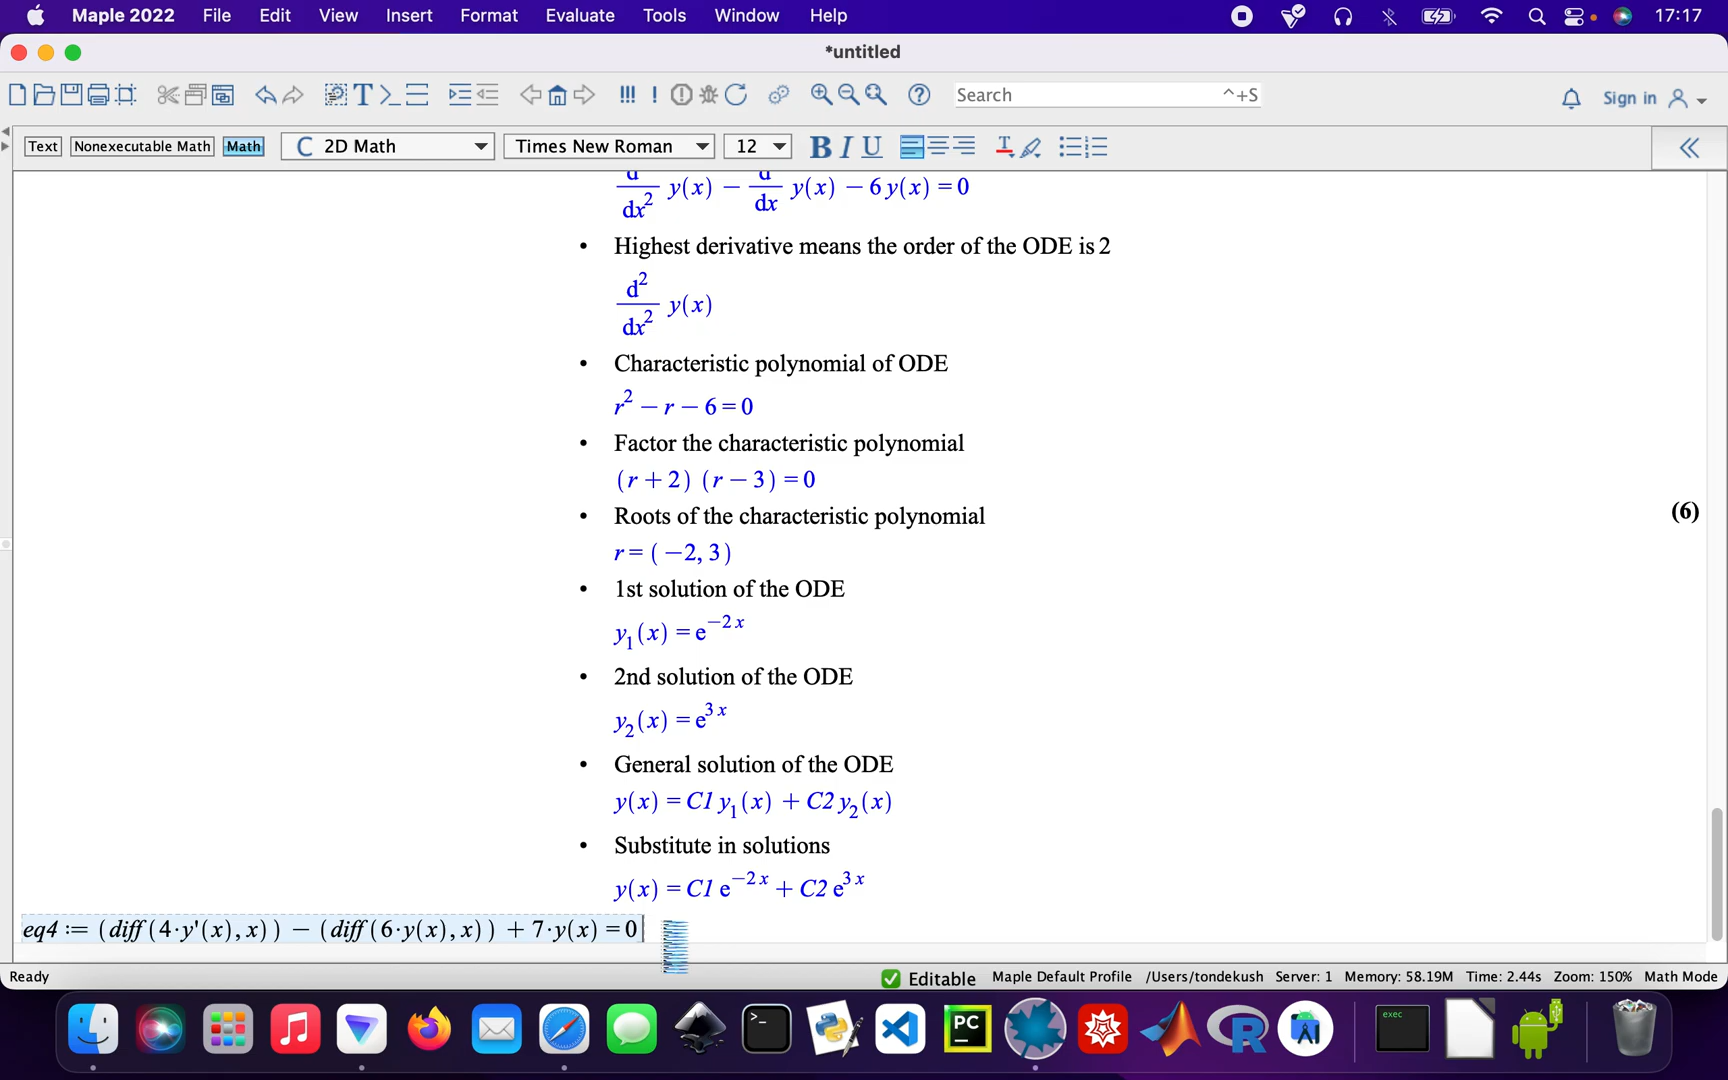 Maple 2022 File Edit View Insert Format Evaluate Tools Window Help 17:17
*untitled
Search ^+S Sign in
Text Nonexecutable Math Math C 2D Math Times New Roman 12 B I U
d/dx² y(x) − d/dx y(x) − 6 y(x) = 0
• Highest derivative means the order of the ODE is 2
d²/dx² y(x)
• Characteristic polynomial of ODE
r² − r − 6 = 0
• Factor the characteristic polynomial
(r + 2) (r − 3) = 0
• Roots of the characteristic polynomial
(6)
r = (−2, 3)
• 1st solution of the ODE
y₁(x) = e^(−2 x)
• 2nd solution of the ODE
y₂(x) = e^(3 x)
• General solution of the ODE
y(x) = C1 y₁(x) + C2 y₂(x)
• Substitute in solutions
y(x) = C1 e^(−2 x) + C2 e^(3 x)
eq4 := (diff(4·y'(x), x)) − (diff(6·y(x), x)) + 7·y(x) = 0
Ready Editable Maple Default Profile /Users/tondekush Server: 1 Memory: 58.19M Time: 2.44s Zoom: 150% Math Mode
>_ PC R exec